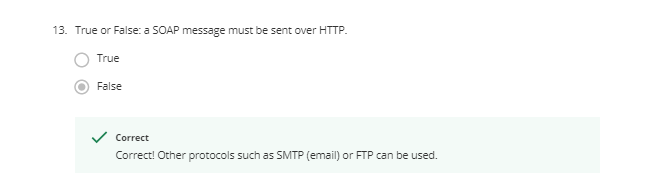 13. True or False: a SOAP message must be sent over HTTP.
True
False
Correct
Correct! Other protocols such as SMTP (email) or FTP can be used.